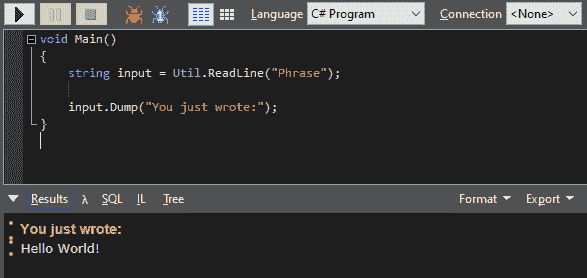 Language C# Program Connection <None>
void Main()
{
string input = Util.ReadLine("Phrase");
input.Dump("You just wrote:");
}
Results λ SQL IL Tree Format Export
You just wrote:
Hello World!